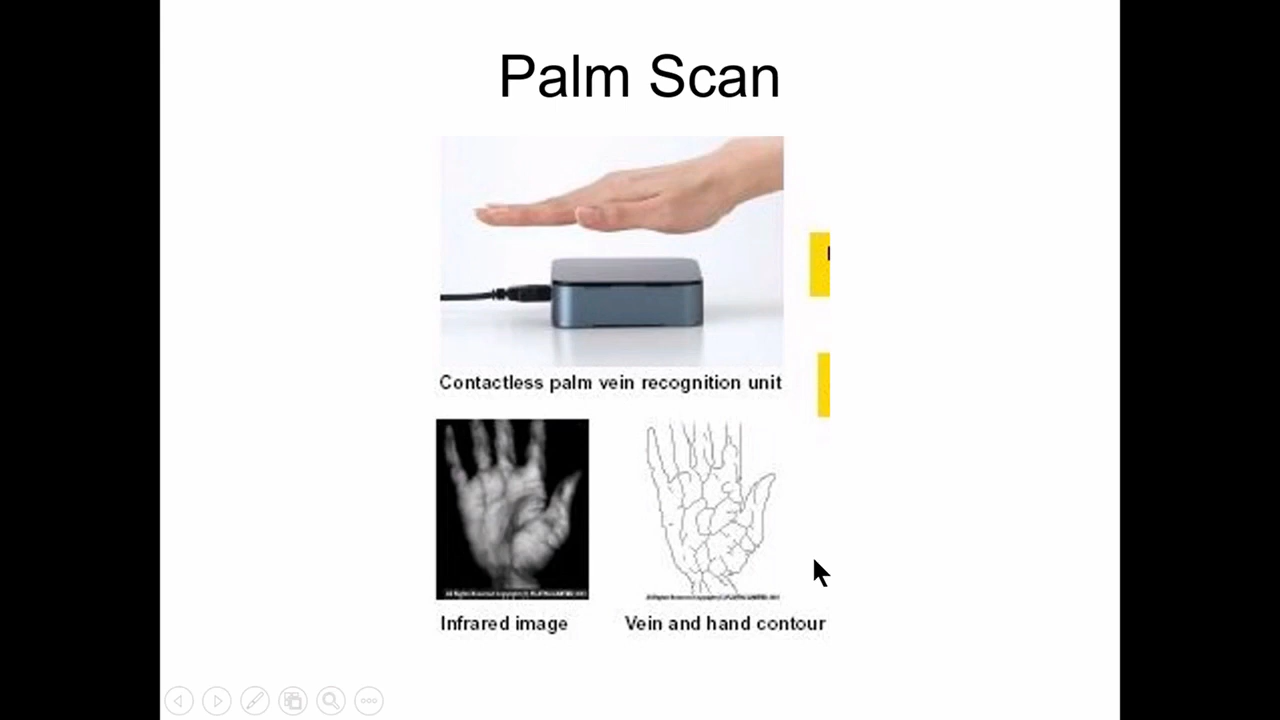 Palm Scan
Contactless palm vein recognition unit
Infrared image
Vein and hand contour